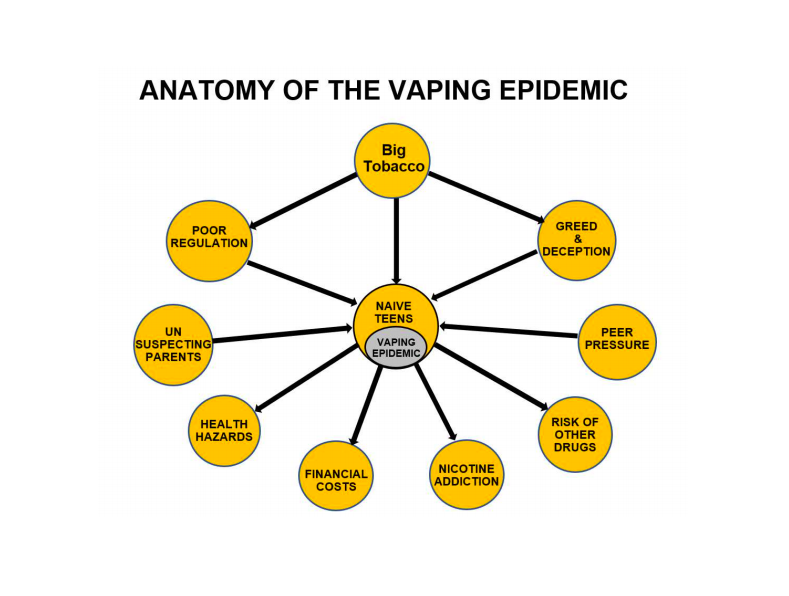 ANATOMY OF THE VAPING EPIDEMIC
Big
Tobacco
POOR
REGULATION
GREED
&
DECEPTION
NAIVE
TEENS
VAPING
EPIDEMIC
UN
SUSPECTING
PARENTS
PEER
PRESSURE
HEALTH
HAZARDS
FINANCIAL
COSTS
NICOTINE
ADDICTION
RISK OF
OTHER
DRUGS